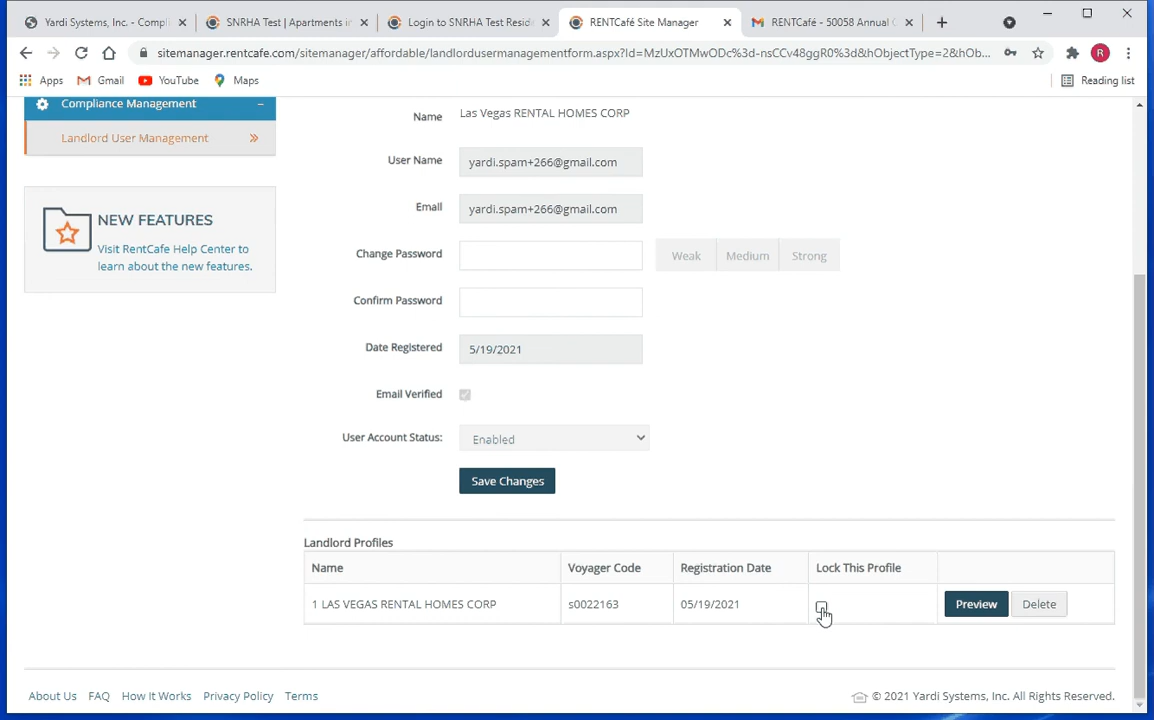 Yardi Systems, Inc. - Compli
SNRHA Test | Apartments i
Login to SNRHA Test Resid
RENTCafé Site Manager
RENTCafé - 50058 Annual
sitemanager.rentcafe.com/sitemanager/affordable/landlordusermanagementform.aspx?Id=MzUxOTMwODc%3d-nsCCv48ggR0%3d&hObjectType=2&hOb...
R
Apps
Gmail
YouTube
Maps
Reading list
Compliance Management
Landlord User Management
NEW FEATURES
Visit RentCafe Help Center to
learn about the new features.
Name
Las Vegas RENTAL HOMES CORP
User Name
yardi.spam+266@gmail.com
Email
yardi.spam+266@gmail.com
Change Password
Weak
Medium
Strong
Confirm Password
Date Registered
5/19/2021
Email Verified
User Account Status:
Enabled
Save Changes
Landlord Profiles
Name
Voyager Code
Registration Date
Lock This Profile
1 LAS VEGAS RENTAL HOMES CORP
s0022163
05/19/2021
Preview
Delete
About Us
FAQ
How It Works
Privacy Policy
Terms
© 2021 Yardi Systems, Inc. All Rights Reserved.